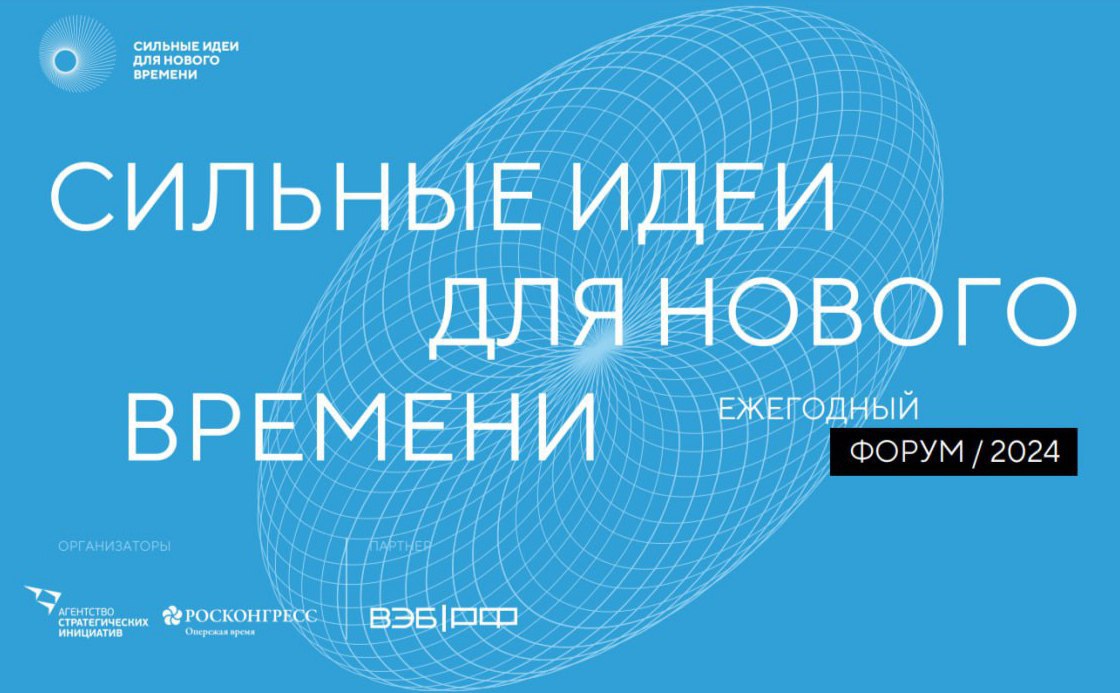 СИЛЬНЫЕ ИДЕИ
ДЛЯ НОВОГО
ВРЕМЕНИ
СИЛЬНЫЕ ИДЕИ
ДЛЯ НОВОГО
ВРЕМЕНИ
ЕЖЕГОДНЫЙ
ФОРУМ / 2024
ОРГАНИЗАТОРЫ
АГЕНТСТВО
СТРАТЕГИЧЕСКИХ
ИНИЦИАТИВ
РОСКОНГРЕСС
Опережая время
ПАРТНЕР
ВЭБ|РФ